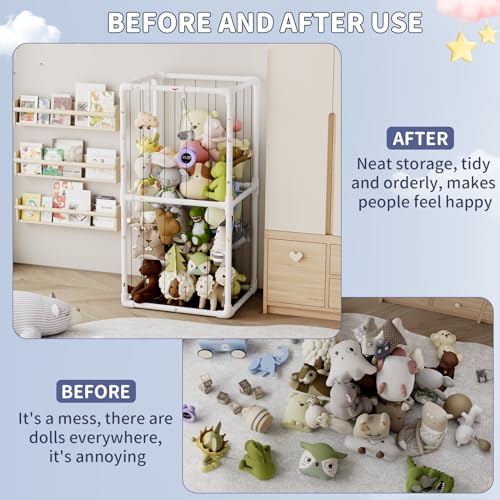 BEFORE AND AFTER USE
AFTER
Neat storage, tidy
and orderly, makes
people feel happy
BEFORE
It's a mess, there are
dolls everywhere,
it's annoying